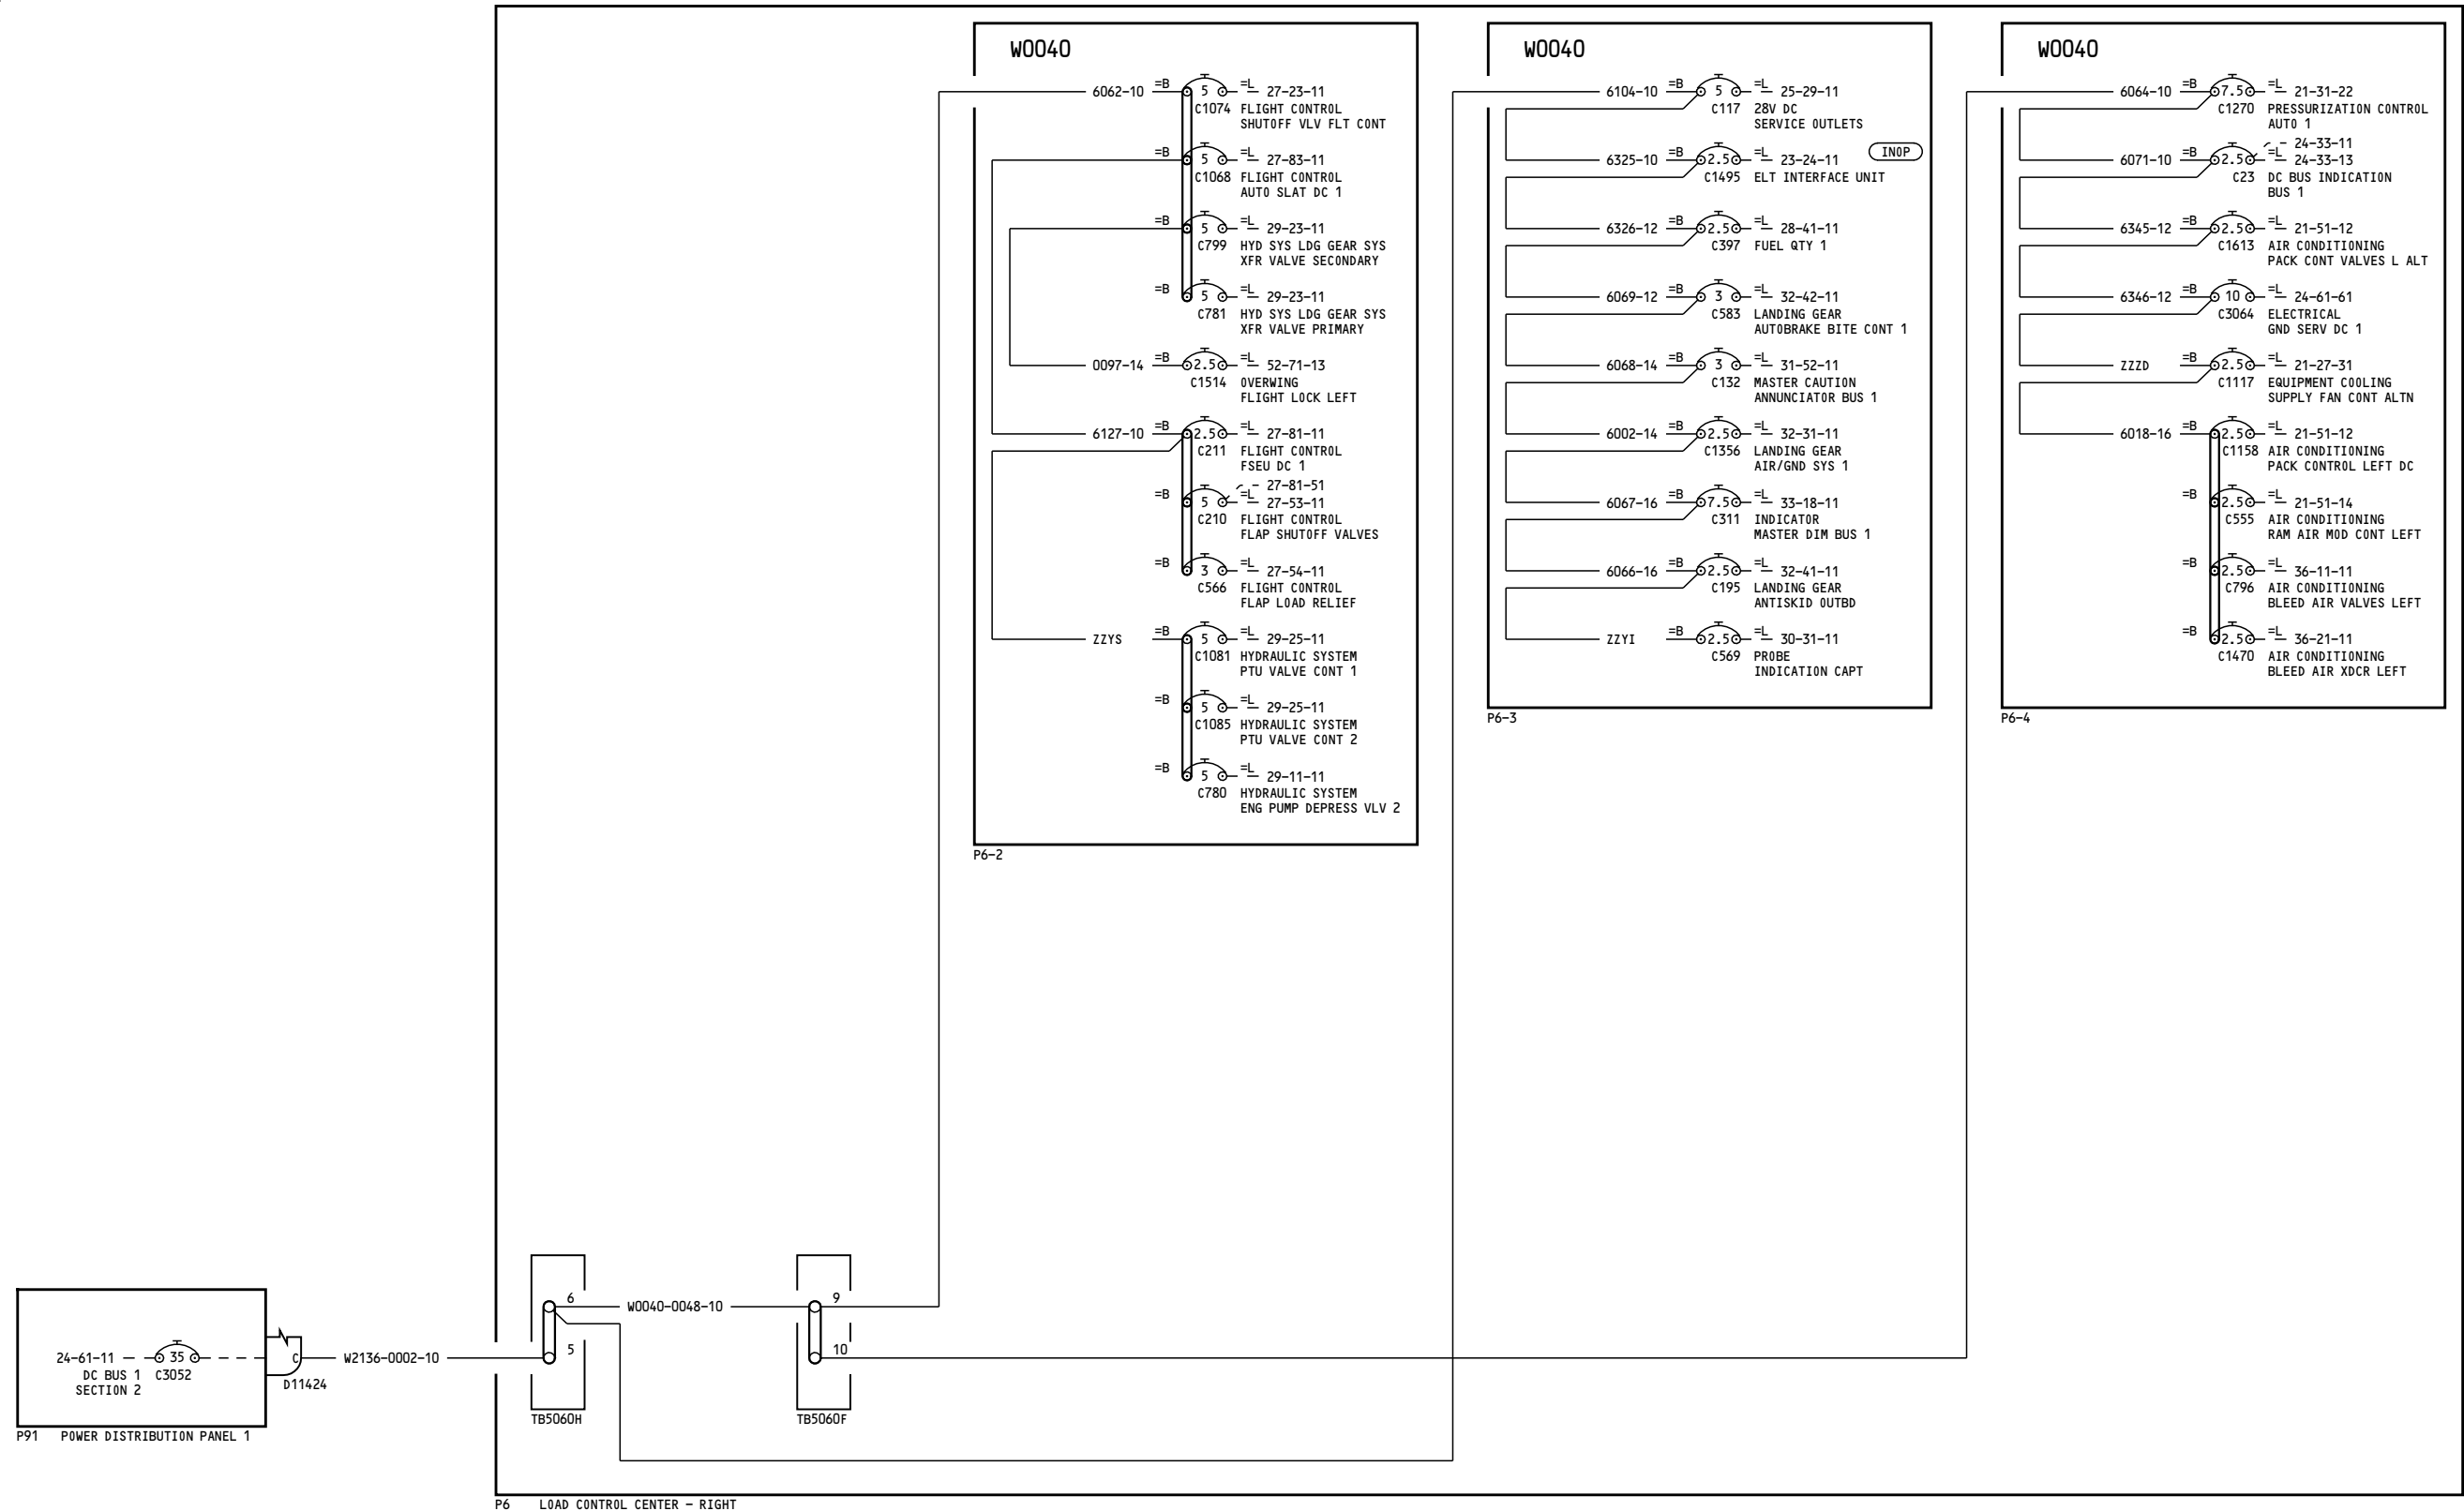 W0040
6062-10 =B 5 =L 27-23-11
C1074 FLIGHT CONTROL
SHUTOFF VLV FLT CONT
=B 5 =L 27-83-11
C1068 FLIGHT CONTROL
AUTO SLAT DC 1
=B 5 =L 29-23-11
C799 HYD SYS LDG GEAR SYS
XFR VALVE SECONDARY
=B 5 =L 29-23-11
C781 HYD SYS LDG GEAR SYS
XFR VALVE PRIMARY
0097-14 =B 2.5 =L 52-71-13
C1514 OVERWING
FLIGHT LOCK LEFT
6127-10 =B 2.5 =L 27-81-11
C211 FLIGHT CONTROL
FSEU DC 1
27-81-51
=B 5 =L 27-53-11
C210 FLIGHT CONTROL
FLAP SHUTOFF VALVES
=B 3 =L 27-54-11
C566 FLIGHT CONTROL
FLAP LOAD RELIEF
ZZYS =B 5 =L 29-25-11
C1081 HYDRAULIC SYSTEM
PTU VALVE CONT 1
=B 5 =L 29-25-11
C1085 HYDRAULIC SYSTEM
PTU VALVE CONT 2
=B 5 =L 29-11-11
C780 HYDRAULIC SYSTEM
ENG PUMP DEPRESS VLV 2
P6-2
W0040
6104-10 =B 5 =L 25-29-11
C117 28V DC
SERVICE OUTLETS
INOP
6325-10 =B 2.5 =L 23-24-11
C1495 ELT INTERFACE UNIT
6326-12 =B 2.5 =L 28-41-11
C397 FUEL QTY 1
6069-12 =B 3 =L 32-42-11
C583 LANDING GEAR
AUTOBRAKE BITE CONT 1
6068-14 =B 3 =L 31-52-11
C132 MASTER CAUTION
ANNUNCIATOR BUS 1
6002-14 =B 2.5 =L 32-31-11
C1356 LANDING GEAR
AIR/GND SYS 1
6067-16 =B 7.5 =L 33-18-11
C311 INDICATOR
MASTER DIM BUS 1
6066-16 =B 2.5 =L 32-41-11
C195 LANDING GEAR
ANTISKID OUTBD
ZZYI =B 2.5 =L 30-31-11
C569 PROBE
INDICATION CAPT
P6-3
W0040
6064-10 =B 7.5 =L 21-31-22
C1270 PRESSURIZATION CONTROL
AUTO 1
24-33-11
6071-10 =B 2.5 =L 24-33-13
C23 DC BUS INDICATION
BUS 1
6345-12 =B 2.5 =L 21-51-12
C1613 AIR CONDITIONING
PACK CONT VALVES L ALT
6346-12 =B 10 =L 24-61-61
C3064 ELECTRICAL
GND SERV DC 1
ZZZD =B 2.5 =L 21-27-31
C1117 EQUIPMENT COOLING
SUPPLY FAN CONT ALTN
6018-16 =B 2.5 =L 21-51-12
C1158 AIR CONDITIONING
PACK CONTROL LEFT DC
=B 2.5 =L 21-51-14
C555 AIR CONDITIONING
RAM AIR MOD CONT LEFT
=B 2.5 =L 36-11-11
C796 AIR CONDITIONING
BLEED AIR VALVES LEFT
=B 2.5 =L 36-21-11
C1470 AIR CONDITIONING
BLEED AIR XDCR LEFT
P6-4
6 W0040-0048-10 9
5 10
TB5060H TB5060F
24-61-11 35 C W2136-0002-10
DC BUS 1 C3052
SECTION 2
D11424
P91 POWER DISTRIBUTION PANEL 1
P6 LOAD CONTROL CENTER - RIGHT